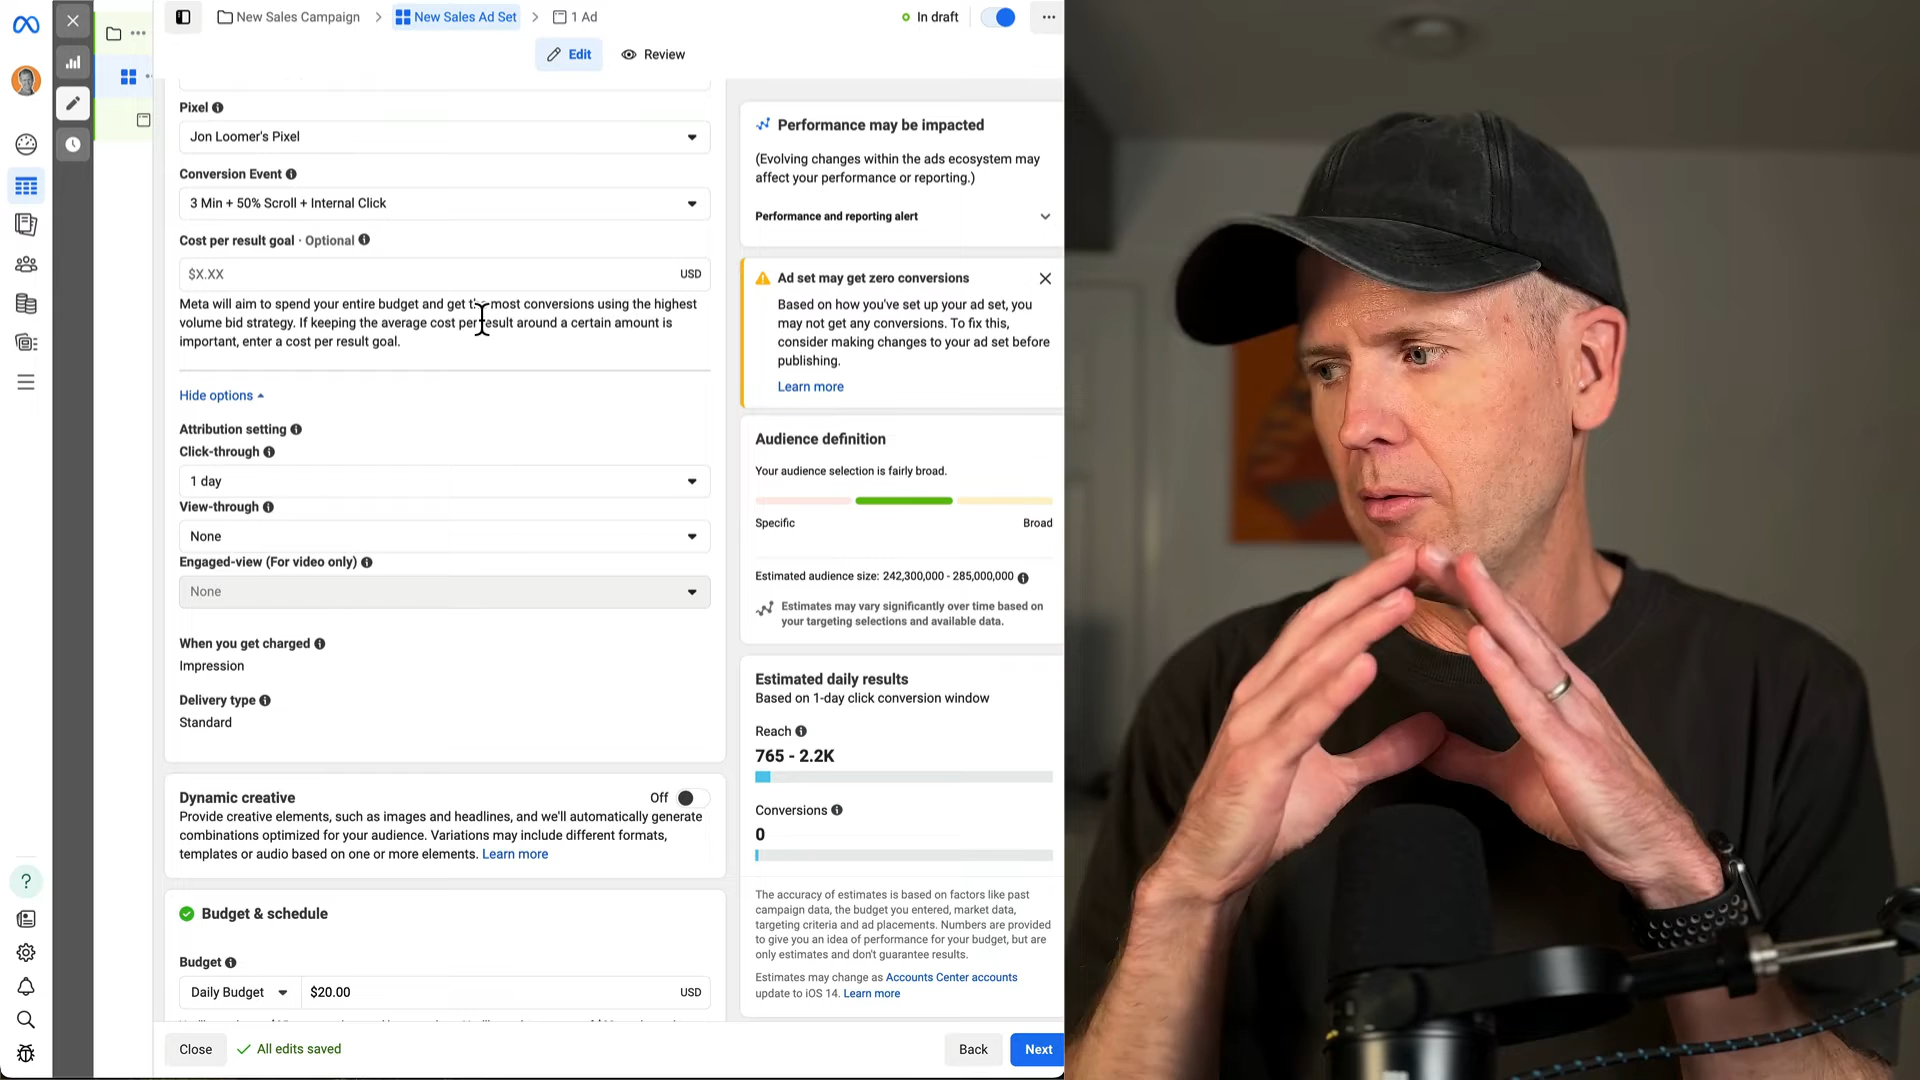 New Sales Campaign > New Sales Ad Set > 1 Ad
In draft
Edit
Review
Pixel
Jon Loomer's Pixel
Conversion Event
3 Min + 50% Scroll + Internal Click
Cost per result goal · Optional
$X.XX
USD
Meta will aim to spend your entire budget and get the most conversions using the highest
volume bid strategy. If keeping the average cost per result around a certain amount is
important, enter a cost per result goal.
Hide options
Attribution setting
Click-through
1 day
View-through
None
Engaged-view (For video only)
None
When you get charged
Impression
Delivery type
Standard
Dynamic creative
Off
Provide creative elements, such as images and headlines, and we'll automatically generate
combinations optimized for your audience. Variations may include different formats,
templates or audio based on one or more elements. Learn more
Budget & schedule
Budget
Daily Budget
$20.00
USD
Close
All edits saved
Back
Next
Performance may be impacted
(Evolving changes within the ads ecosystem may
affect your performance or reporting.)
Performance and reporting alert
Ad set may get zero conversions
Based on how you've set up your ad set, you
may not get any conversions. To fix this,
consider making changes to your ad set before
publishing.
Learn more
Audience definition
Your audience selection is fairly broad.
Specific
Broad
Estimated audience size: 242,300,000 - 285,000,000
Estimates may vary significantly over time based on
your targeting selections and available data.
Estimated daily results
Based on 1-day click conversion window
Reach
765 - 2.2K
Conversions
0
The accuracy of estimates is based on factors like past
campaign data, the budget you entered, market data,
targeting criteria and ad placements. Numbers are provided
to give you an idea of performance for your budget, but are
only estimates and don't guarantee results.
Estimates may change as Accounts Center accounts
update to iOS 14. Learn more